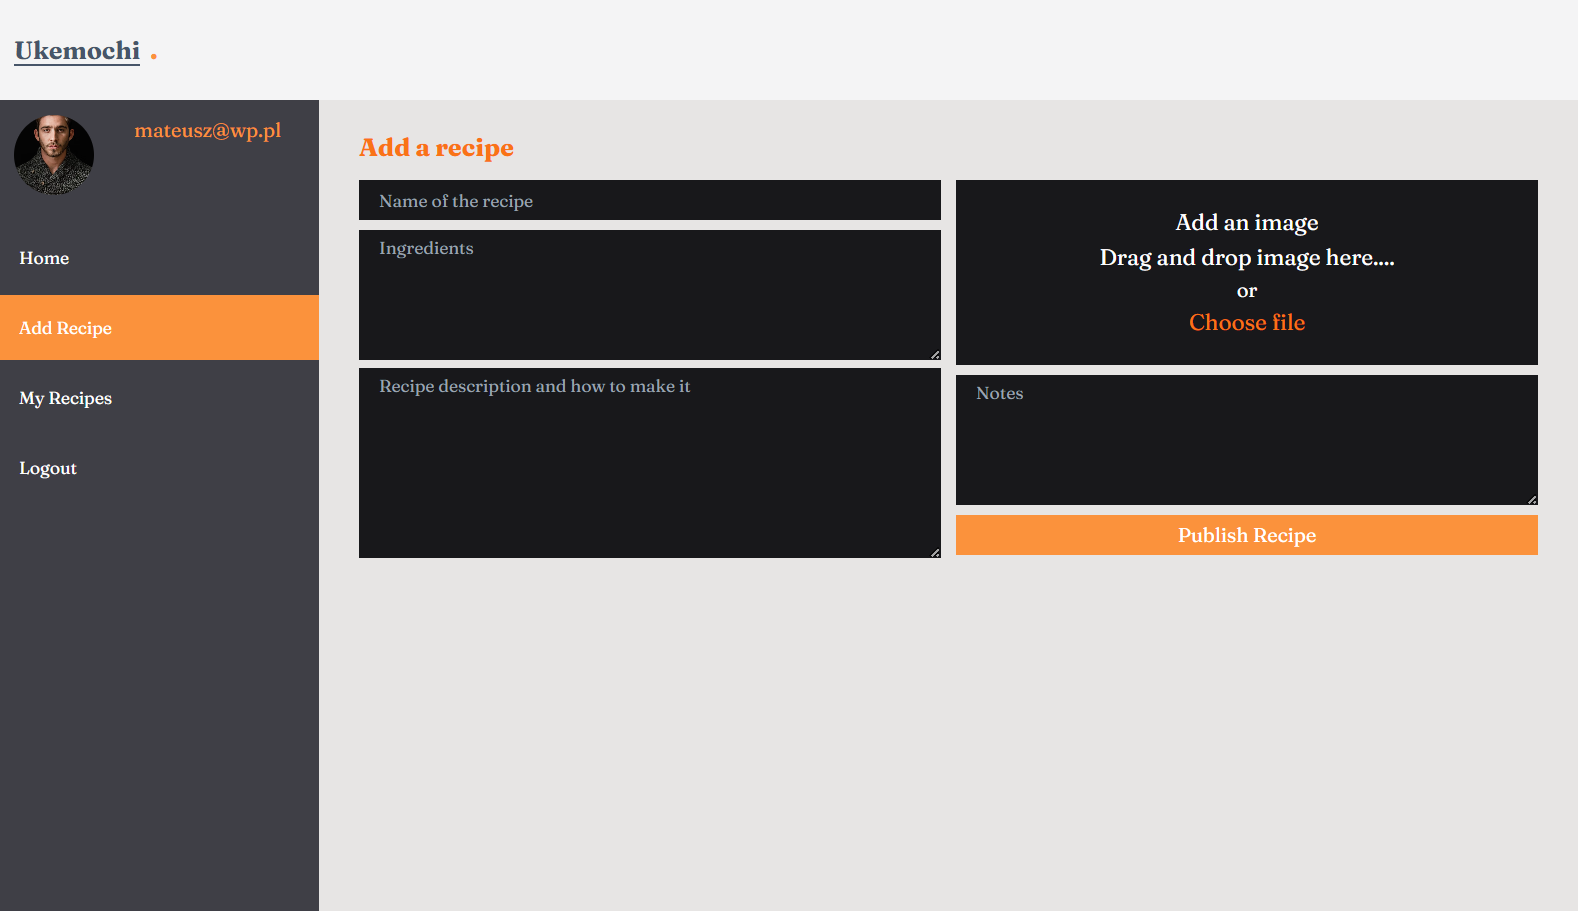 Ukemochi .
mateusz@wp.pl
Home
Add Recipe
My Recipes
Logout
Add a recipe
Name of the recipe
Ingredients
Recipe description and how to make it
Add an image
Drag and drop image here....
or
Choose file
Notes
Publish Recipe